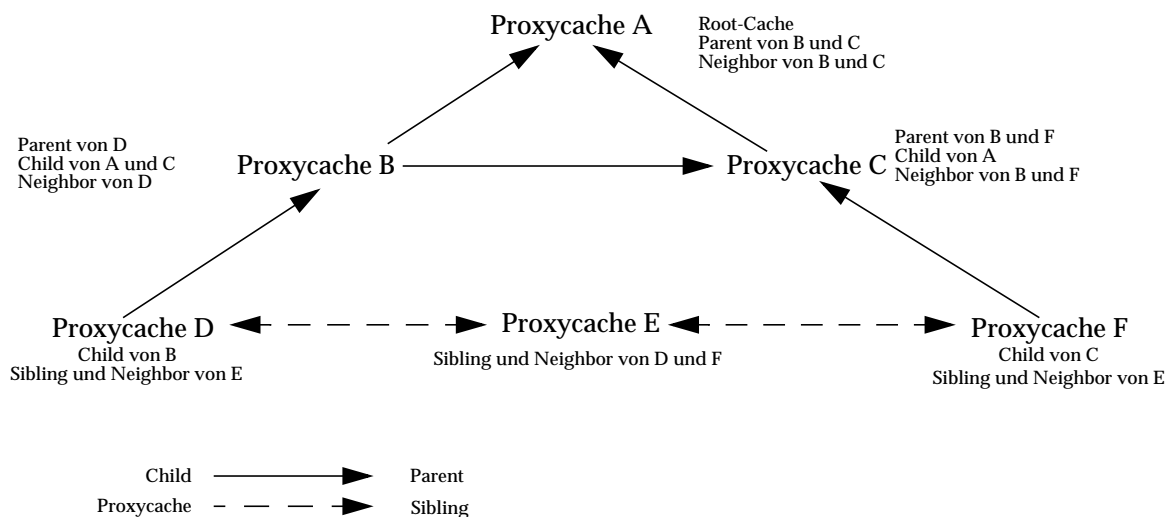 Proxycache A
Root-Cache
Parent von B und C
Neighbor von B und C
Parent von D
Child von A und C
Neighbor von D
Proxycache B
Proxycache C
Parent von B und F
Child von A
Neighbor von B und F
Proxycache D
Child von B
Sibling und Neighbor von E
Proxycache E
Sibling und Neighbor von D und F
Proxycache F
Child von C
Sibling und Neighbor von E
Child
Parent
Proxycache
Sibling